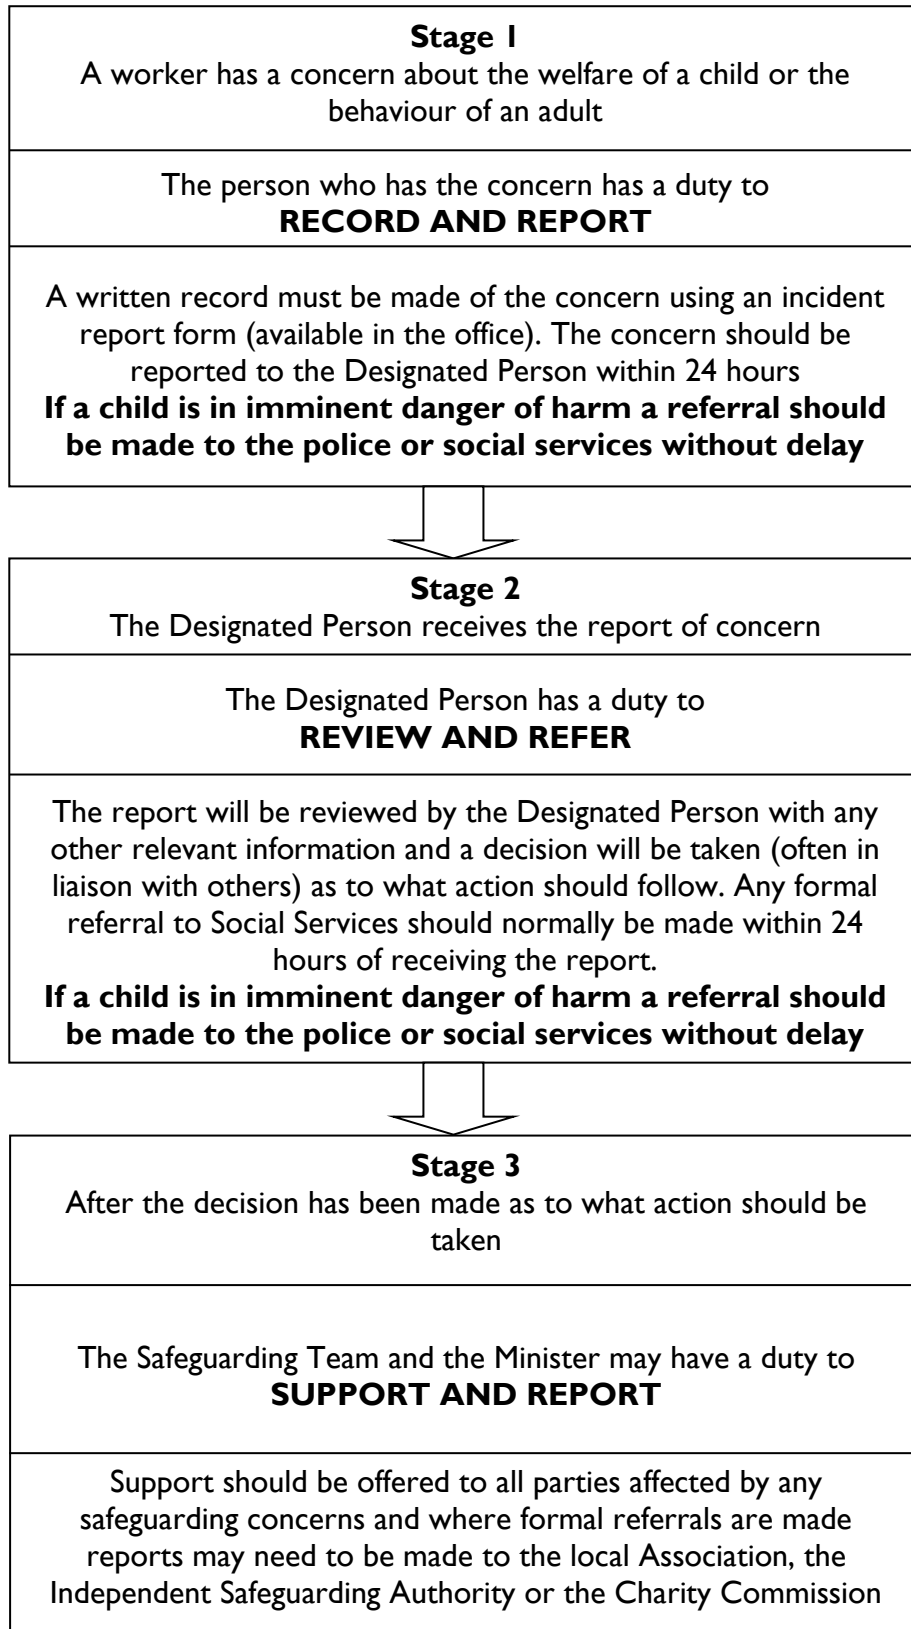 Stage 1
A worker has a concern about the welfare of a child or the
behaviour of an adult
The person who has the concern has a duty to
RECORD AND REPORT
A written record must be made of the concern using an incident
report form (available in the office). The concern should be
reported to the Designated Person within 24 hours
If a child is in imminent danger of harm a referral should
be made to the police or social services without delay
Stage 2
The Designated Person receives the report of concern
The Designated Person has a duty to
REVIEW AND REFER
The report will be reviewed by the Designated Person with any
other relevant information and a decision will be taken (often in
liaison with others) as to what action should follow. Any formal
referral to Social Services should normally be made within 24
hours of receiving the report.
If a child is in imminent danger of harm a referral should
be made to the police or social services without delay
Stage 3
After the decision has been made as to what action should be
taken
The Safeguarding Team and the Minister may have a duty to
SUPPORT AND REPORT
Support should be offered to all parties affected by any
safeguarding concerns and where formal referrals are made
reports may need to be made to the local Association, the
Independent Safeguarding Authority or the Charity Commission